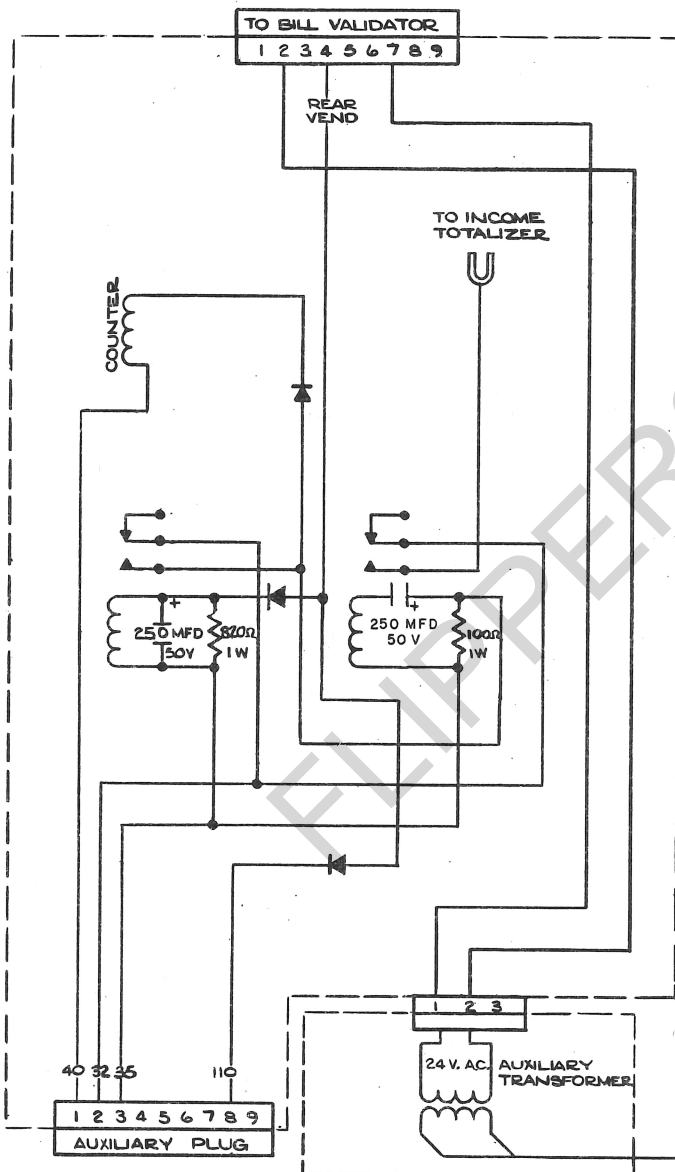 TO BILL VALIDATOR
1 2 3 4 5 6 7 8 9
REAR
VEND
TO INCOME
TOTALIZER
COUNTER
+
250 MFD
50V
820Ω
1W
+
250 MFD
50 V
100Ω
1W
FLIPPER
40 32 35 110
1 2 3 4 5 6 7 8 9
AUXILIARY PLUG
1 2 3
24 V. A.C. AUXILIARY
TRANSFORMER